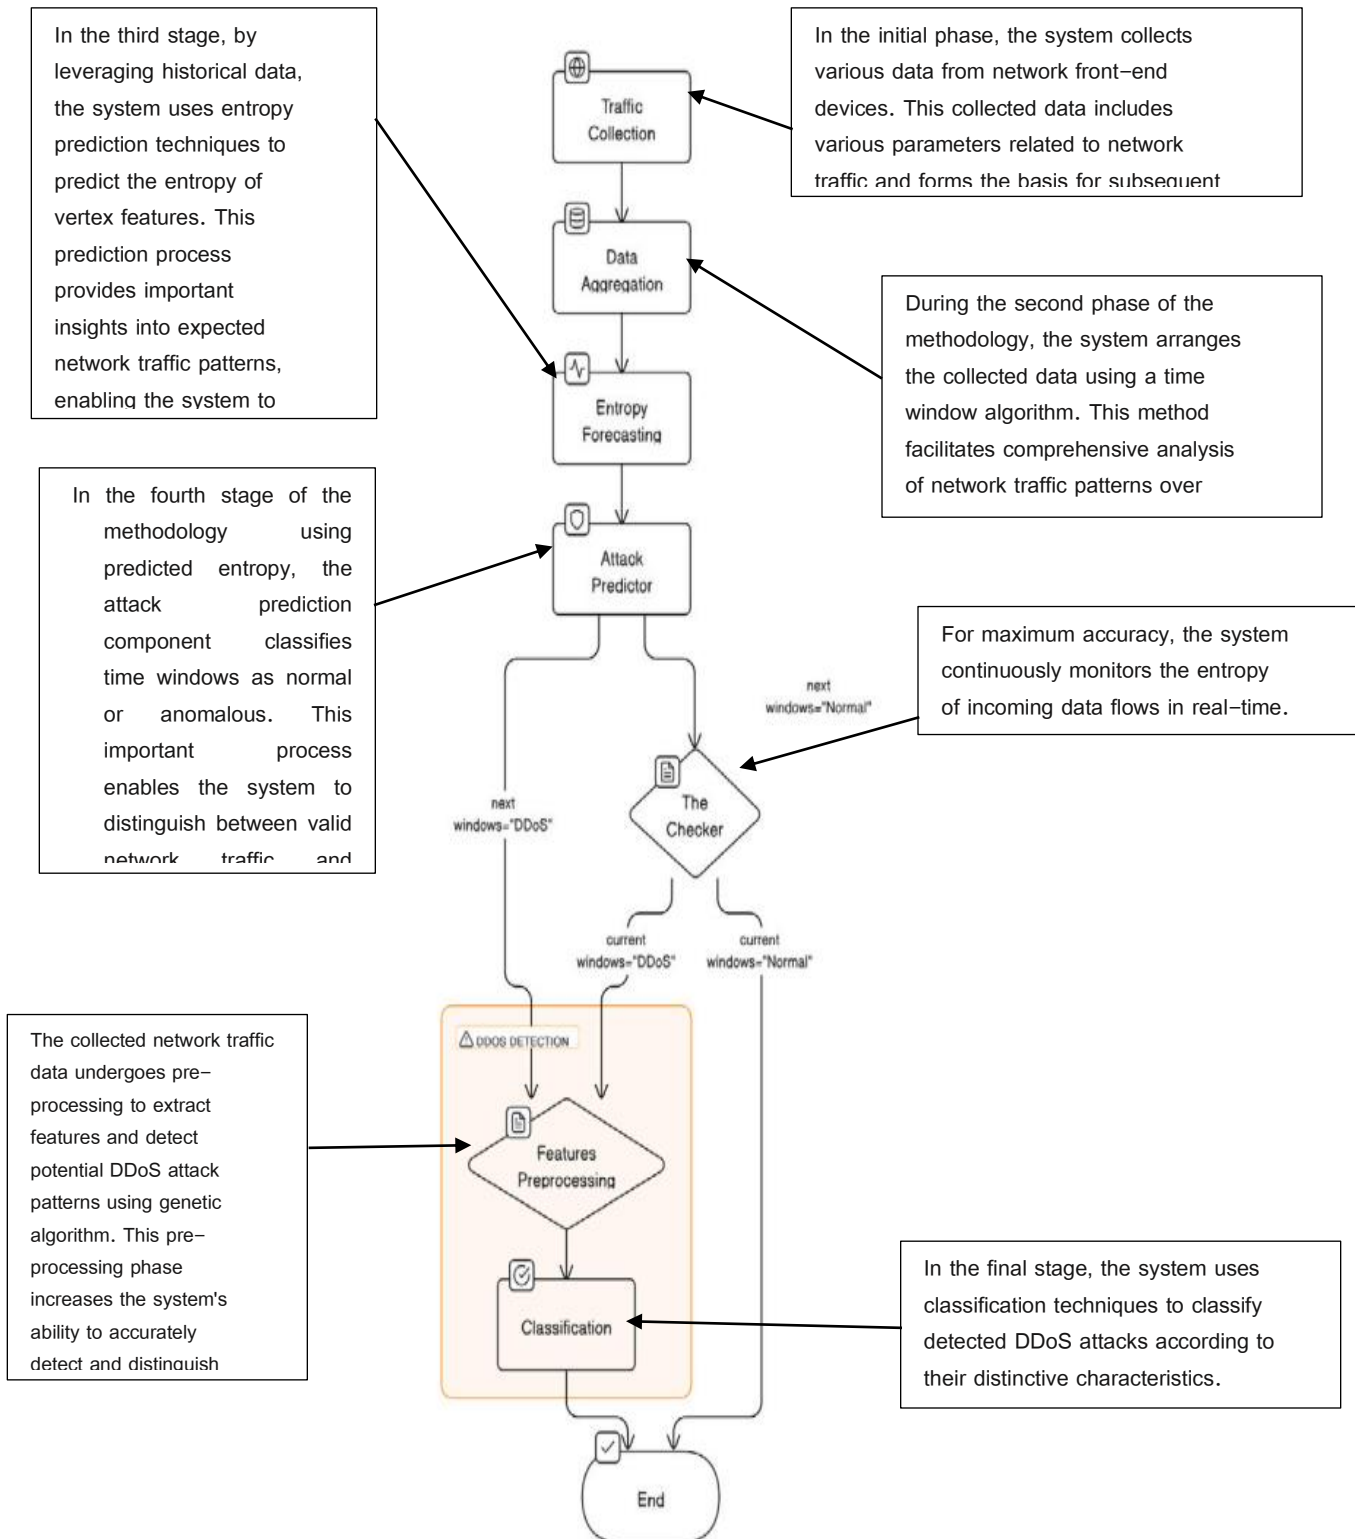 In the third stage, by
leveraging historical data,
the system uses entropy
prediction techniques to
predict the entropy of
vertex features. This
prediction process
provides important
insights into expected
network traffic patterns,
enabling the system to
In the initial phase, the system collects
various data from network front-end
devices. This collected data includes
various parameters related to network
traffic and forms the basis for subsequent
Traffic
Collection
Data
Aggregation
During the second phase of the
methodology, the system arranges
the collected data using a time
window algorithm. This method
facilitates comprehensive analysis
of network traffic patterns over
Entropy
Forecasting
In the fourth stage of the
methodology using
predicted entropy, the
attack prediction
component classifies
time windows as normal
or anomalous. This
important process
enables the system to
distinguish between valid
network traffic and
Attack
Predictor
For maximum accuracy, the system
continuously monitors the entropy
of incoming data flows in real-time.
next
windows="Normal"
next
windows="DDoS"
The
Checker
current
windows="DDoS"
current
windows="Normal"
The collected network traffic
data undergoes pre-
processing to extract
features and detect
potential DDoS attack
patterns using genetic
algorithm. This pre-
processing phase
increases the system's
ability to accurately
detect and distinguish
DDOS DETECTION
Features
Preprocessing
Classification
In the final stage, the system uses
classification techniques to classify
detected DDoS attacks according to
their distinctive characteristics.
End